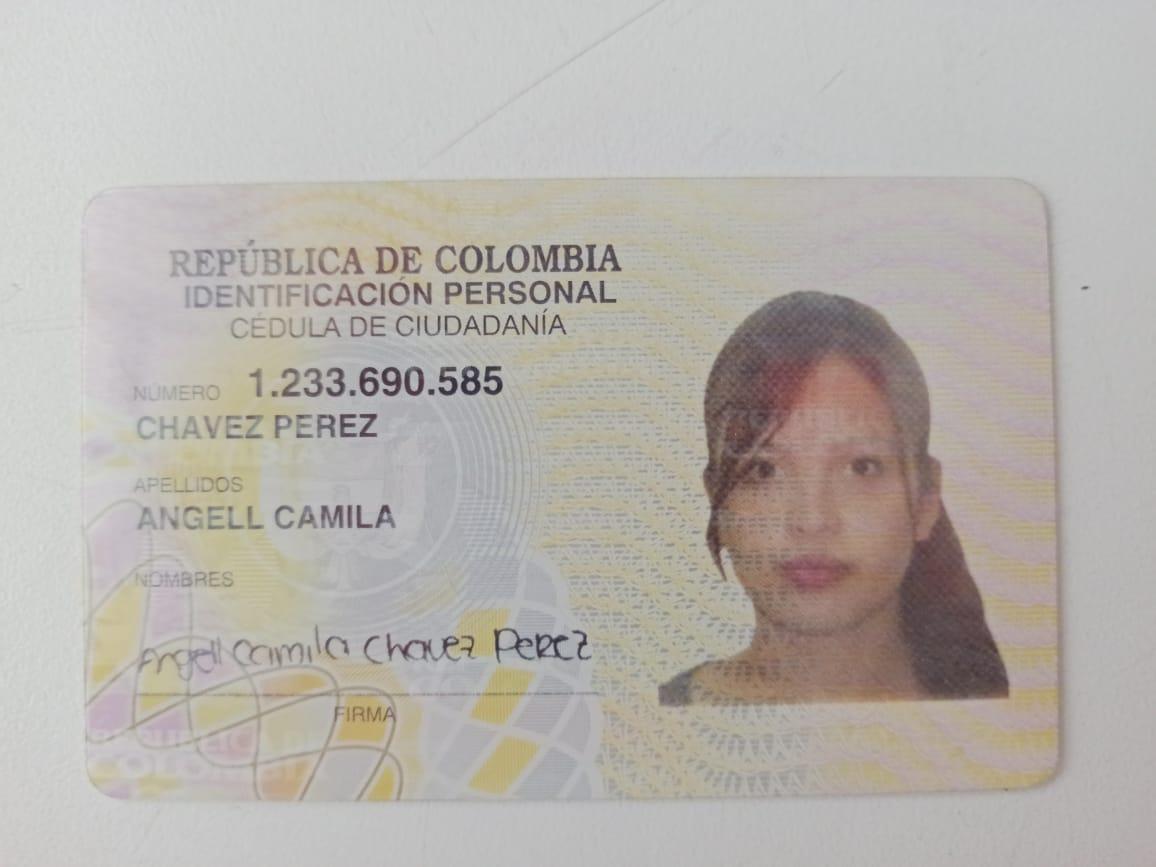 REPÚBLICA DE COLOMBIA
IDENTIFICACIÓN PERSONAL
CÉDULA DE CIUDADANÍA
NÚMERO 1.233.690.585
CHAVEZ PEREZ
APELLIDOS
ANGELL CAMILA
NOMBRES
Angell Camila Chavez Perez
FIRMA
COLOMBIA